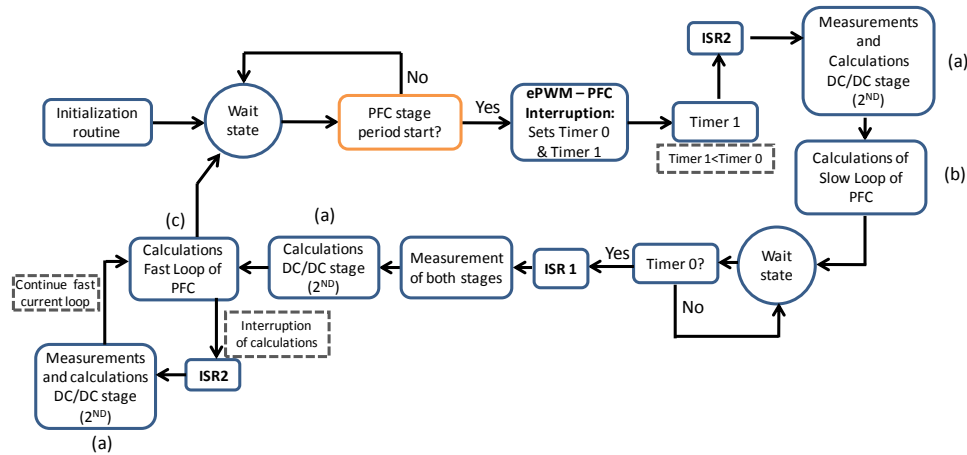 Initialization
routine
Wait
state
No
PFC stage
period start?
Yes
ePWM – PFC
Interruption:
Sets Timer 0
& Timer 1
Timer 1
Timer 1<Timer 0
ISR2
Measurements
and
Calculations
DC/DC stage
(2ND)
(a)
Calculations of
Slow Loop of
PFC
(b)
Wait
state
Timer 0?
No
Yes
ISR 1
Measurement
of both stages
(a)
Calculations
DC/DC stage
(2ND)
(c)
Calculations
Fast Loop of
PFC
Interruption
of calculations
ISR2
Measurements
and calculations
DC/DC stage
(2ND)
(a)
Continue fast
current loop